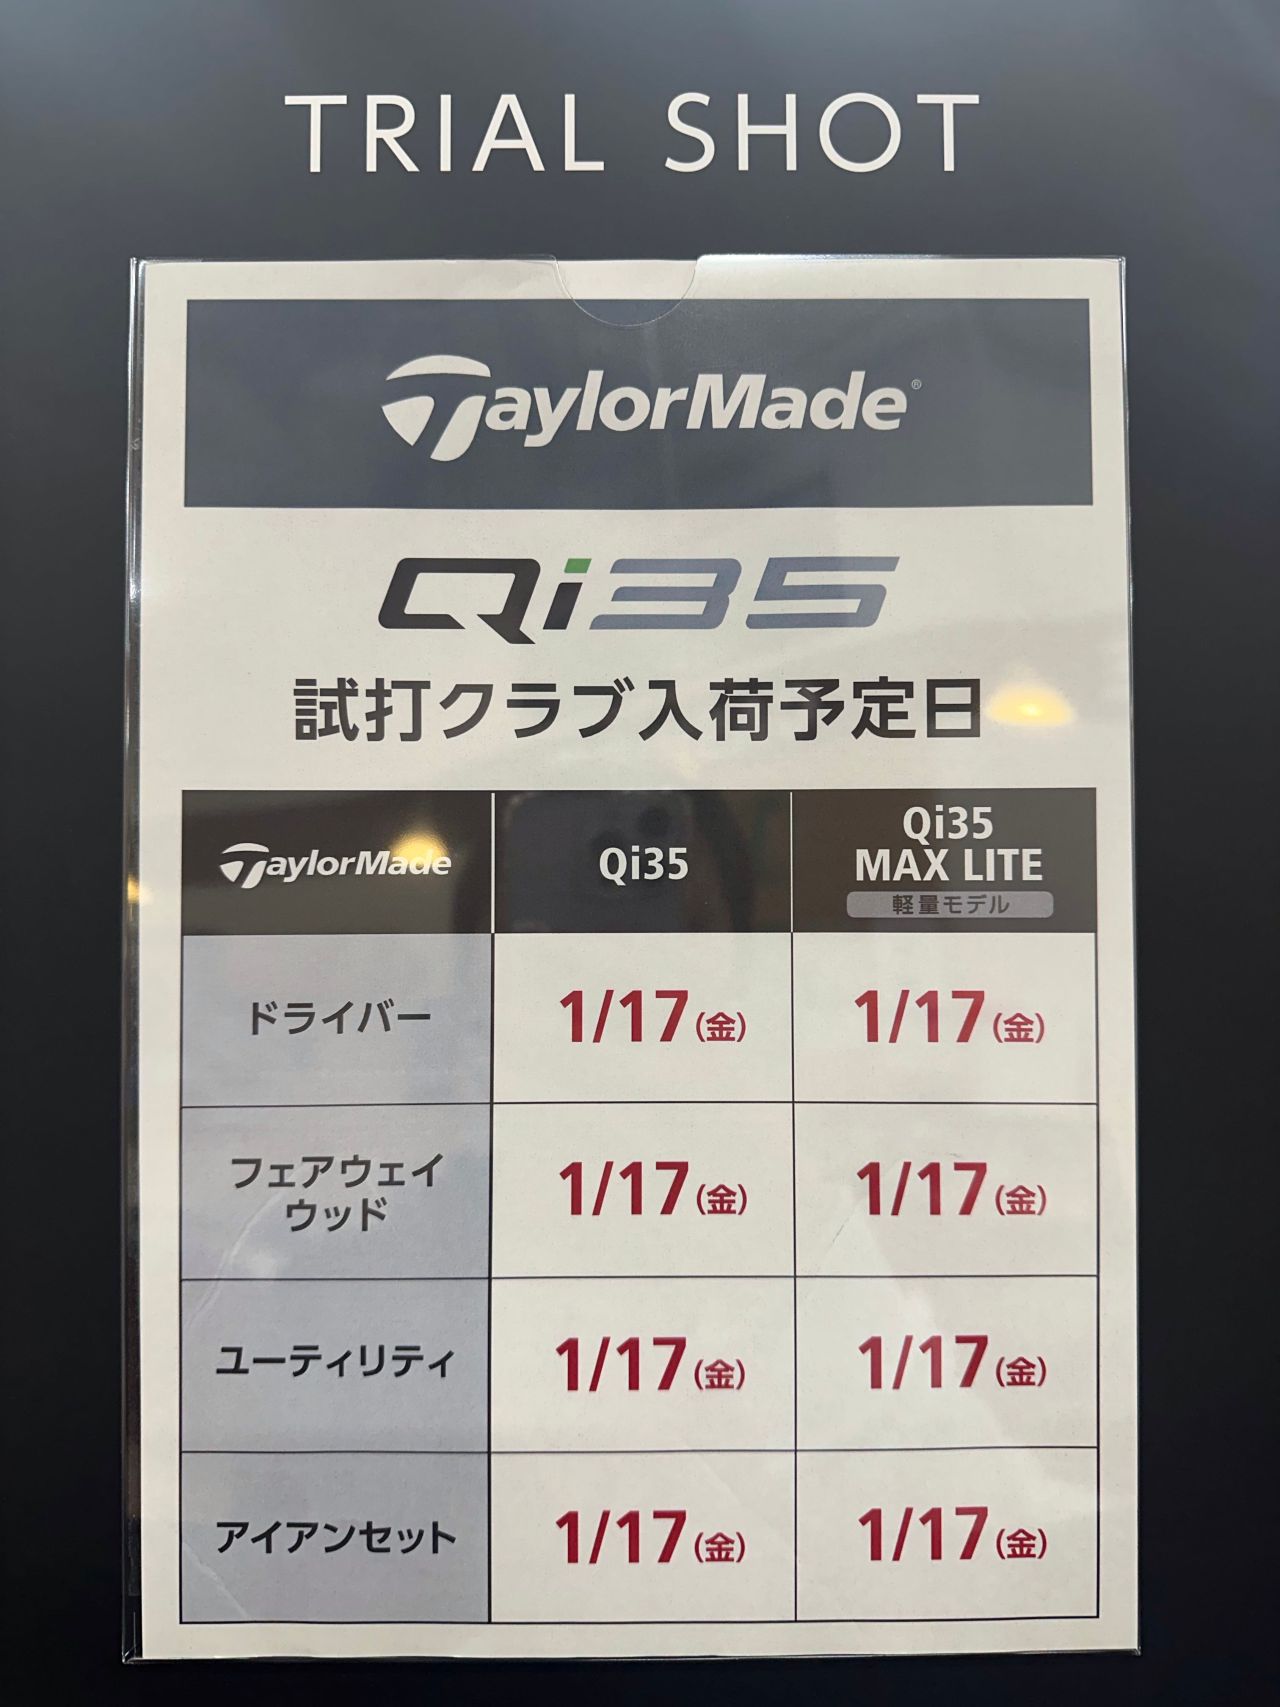 TRIAL SHOT
TaylorMade®
Qi35
試打クラブ入荷予定日
TaylorMade
Qi35
Qi35
MAX LITE
軽量モデル
ドライバー
1/17(金)
1/17(金)
フェアウェイ
ウッド
1/17(金)
1/17(金)
ユーティリティ
1/17(金)
1/17(金)
アイアンセット
1/17(金)
1/17(金)